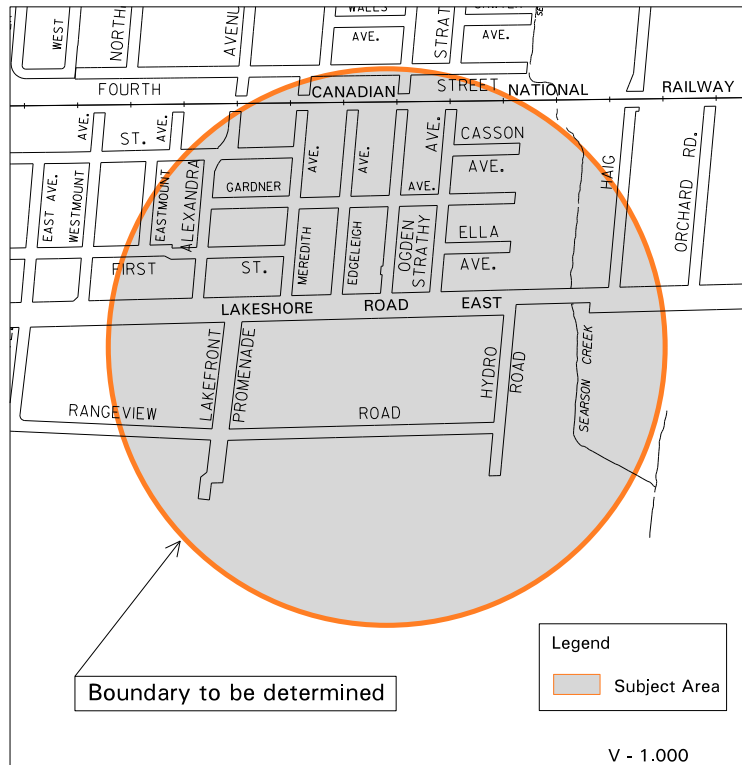 WALES
AVE.
AVE.
WEST
NORTH
AVENU
STRAT
FOURTH
CANADIAN
STREET
NATIONAL
RAILWAY
AVE.
ST.
AVE.
AVE.
AVE.
AVE.
CASSON
AVE.
HAIG
ORCHARD RD.
EAST AVE.
WESTMOUNT
EASTMOUNT
ALEXANDRA
GARDNER
AVE.
MEREDITH
EDGELEIGH
OGDEN
STRATHY
ELLA
AVE.
FIRST
ST.
LAKESHORE ROAD EAST
LAKEFRONT
PROMENADE
HYDRO
ROAD
SEARSON CREEK
RANGEVIEW
ROAD
Boundary to be determined
Legend
Subject Area
V - 1.000